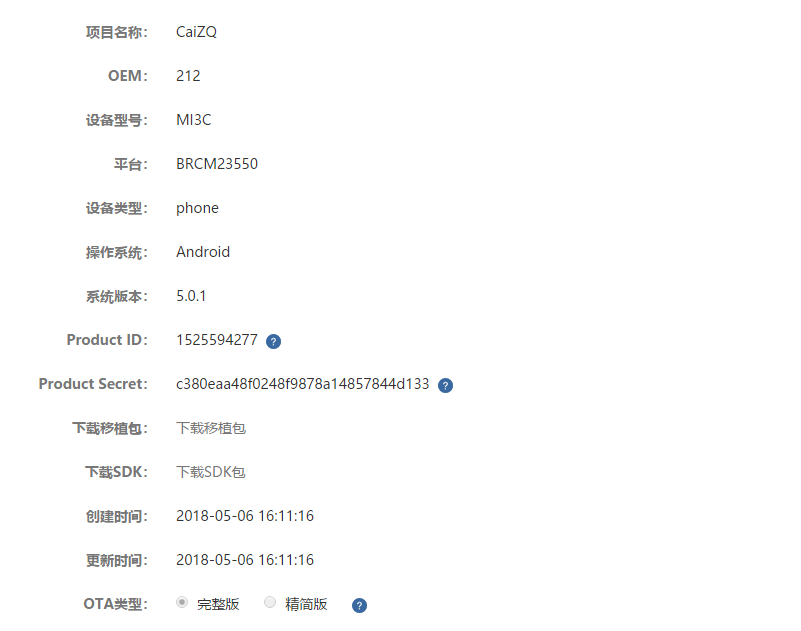 项目名称： CaiZQ
OEM： 212
设备型号： MI3C
平台： BRCM23550
设备类型： phone
操作系统： Android
系统版本： 5.0.1
Product ID： 1525594277 ?
Product Secret： c380eaa48f0248f9878a14857844d133 ?
下载移植包： 下载移植包
下载SDK： 下载SDK包
创建时间： 2018-05-06 16:11:16
更新时间： 2018-05-06 16:11:16
OTA类型： 完整版 精简版 ?